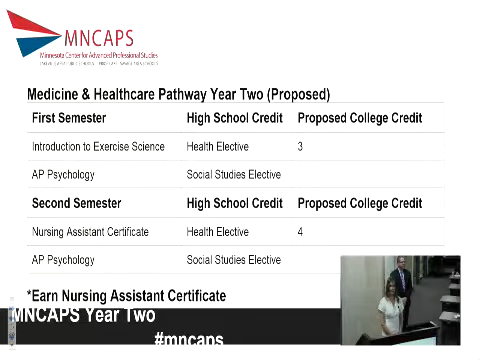 MNCAPS
Minnesota Center for Advanced Professional Studies
Medicine & Healthcare Pathway Year Two (Proposed)
First Semester High School Credit Proposed College Credit
Introduction to Exercise Science Health Elective 3
AP Psychology Social Studies Elective
Second Semester High School Credit Proposed College Credit
Nursing Assistant Certificate Health Elective 4
AP Psychology Social Studies Elective
*Earn Nursing Assistant Certificate
MNCAPS Year Two
#mncaps